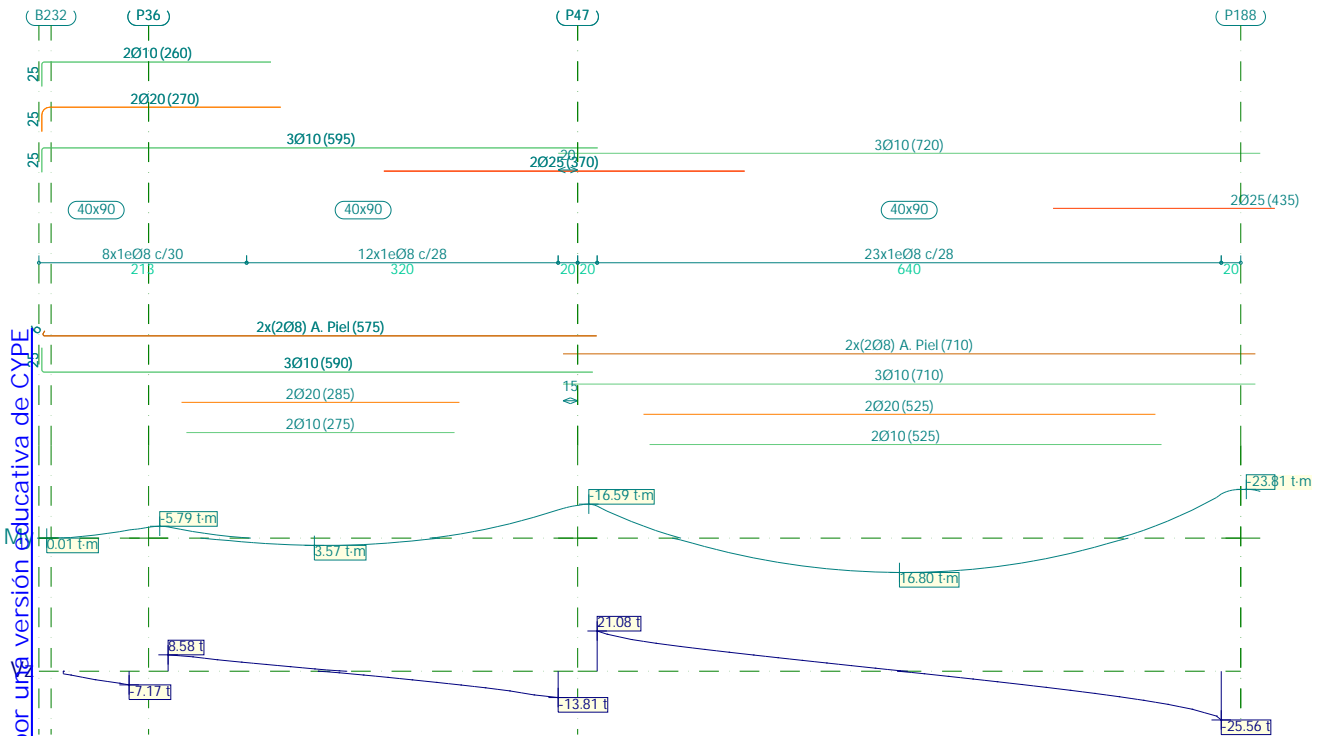 B232
P36
P47
P188
2Ø10 (260)
25
2Ø20 (270)
25
3Ø10 (595)
25
3Ø10 (720)
20
2Ø25 (370)
2Ø25 (435)
40x90
40x90
40x90
8x1eØ8 c/30
12x1eØ8 c/28
23x1eØ8 c/28
213
320
20
20
640
20
6
2x(2Ø8) A. Piel (575)
25
2x(2Ø8) A. Piel (710)
3Ø10 (590)
3Ø10 (710)
15
2Ø20 (285)
2Ø20 (525)
2Ø10 (275)
2Ø10 (525)
-23.81 t·m
-16.59 t·m
-5.79 t·m
My
0.01 t·m
3.57 t·m
16.80 t·m
21.08 t
8.58 t
Vz
-7.17 t
-13.81 t
-25.56 t
por una versión educativa de CYPE